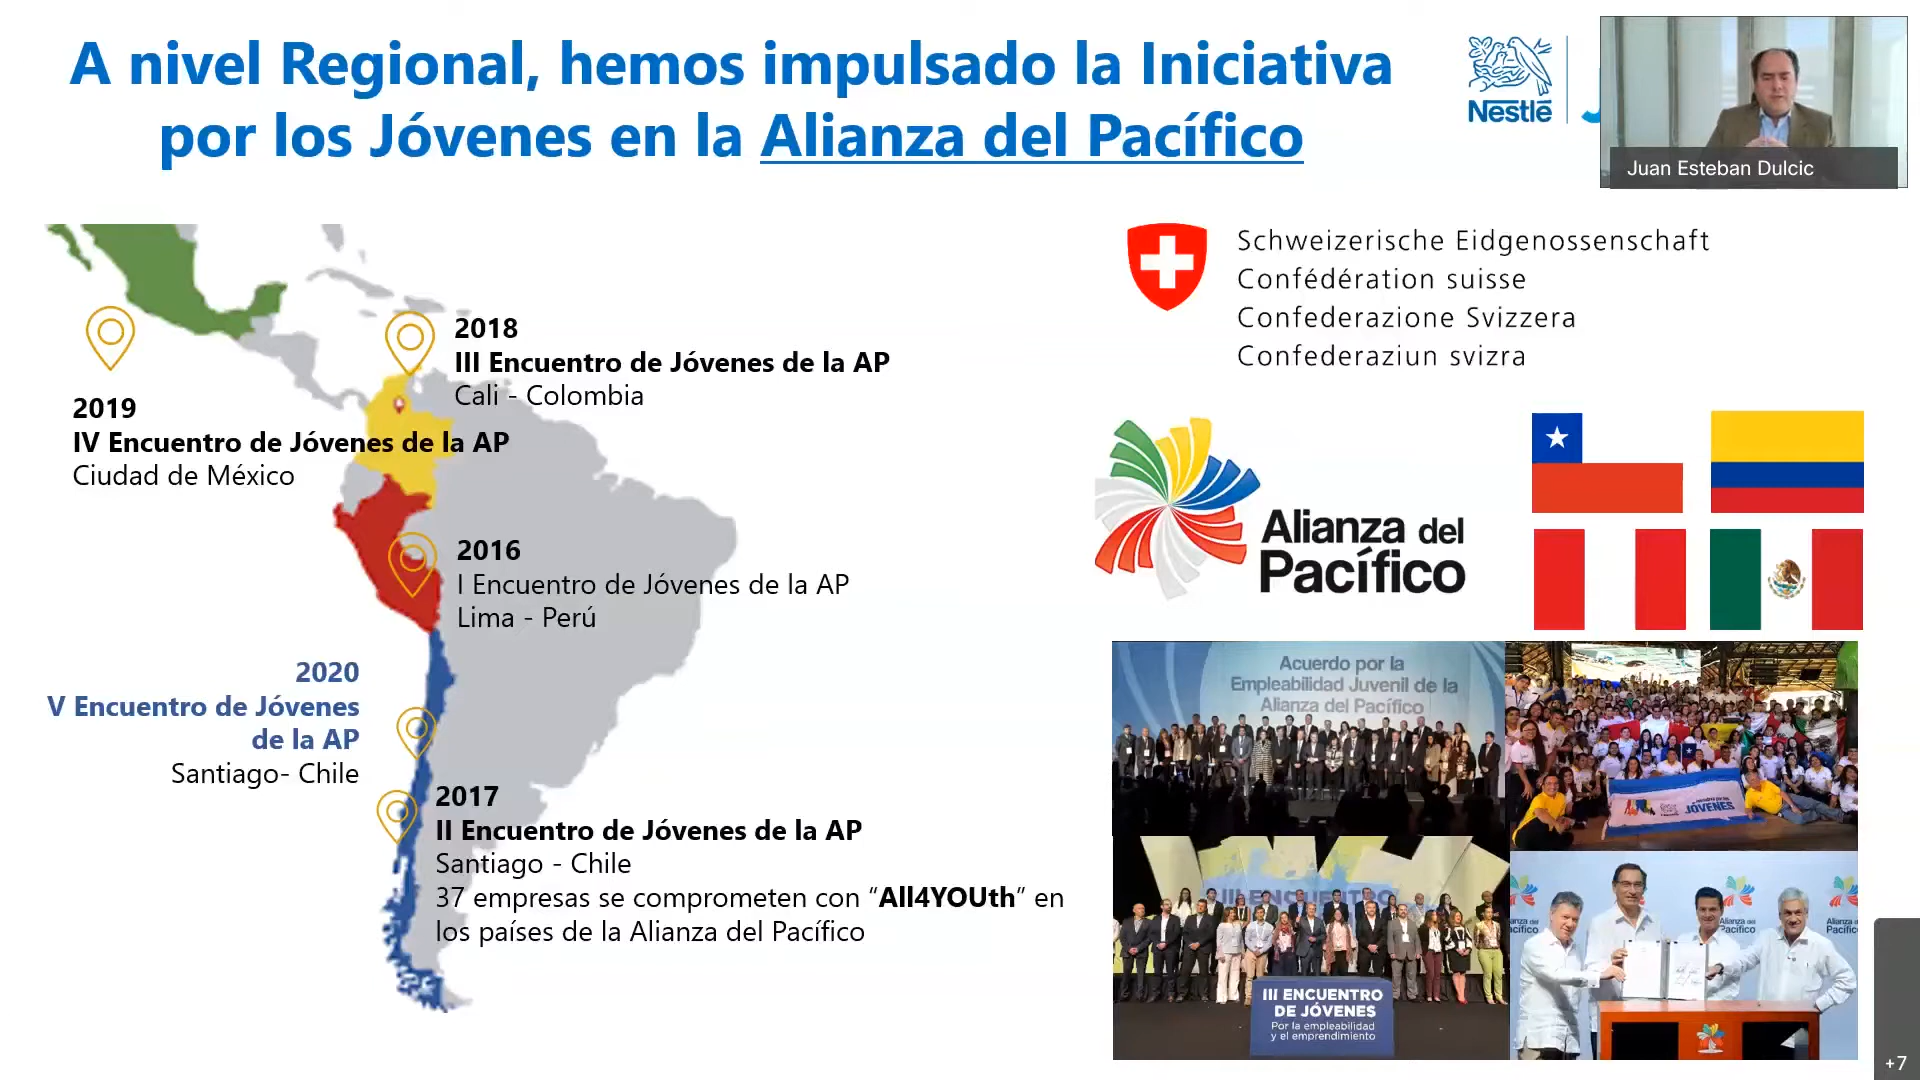 A nivel Regional, hemos impulsado la Iniciativa
por los Jóvenes en la Alianza del Pacífico
Nestlé
Juan Esteban Dulcic
Schweizerische Eidgenossenschaft
Confédération suisse
Confederazione Svizzera
Confederaziun svizra
2018
III Encuentro de Jóvenes de la AP
Cali - Colombia
2019
IV Encuentro de Jóvenes de la AP
Ciudad de México
2016
I Encuentro de Jóvenes de la AP
Lima - Perú
2020
V Encuentro de Jóvenes
de la AP
Santiago- Chile
2017
II Encuentro de Jóvenes de la AP
Santiago - Chile
37 empresas se comprometen con “All4YOUth” en
los países de la Alianza del Pacífico
Alianza del
Pacífico
Acuerdo por la
Empleabilidad Juvenil de la
Alianza del Pacífico
JÓVENES
III ENCUENTRO
III ENCUENTRO
DE JÓVENES
Por la empleabilidad
y el emprendimiento
+7